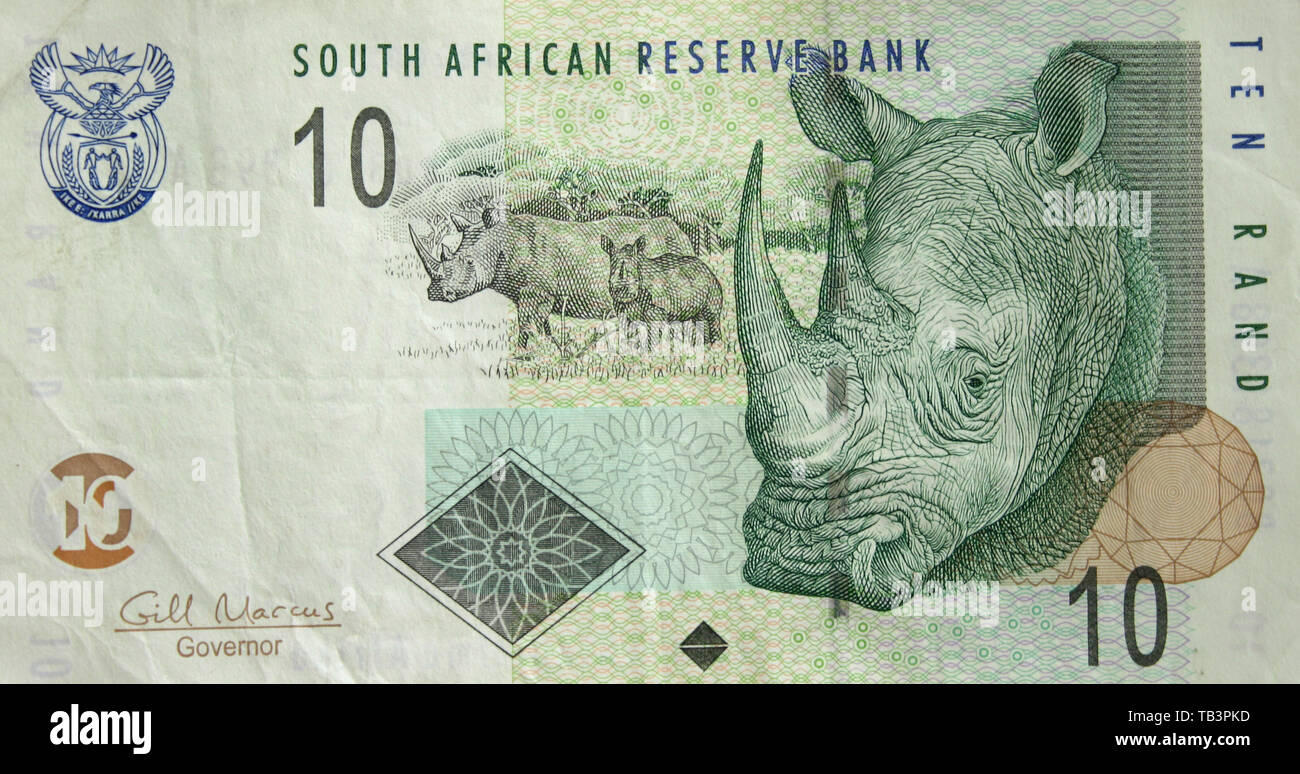 SOUTH AFRICAN RESERVE BANK
10
TEN RAND
!KE E: /XARRA //KE
10
Gill Marcus
Governor
10
alamy
alamy
alamy
Image ID: TB3PKD
www.alamy.com